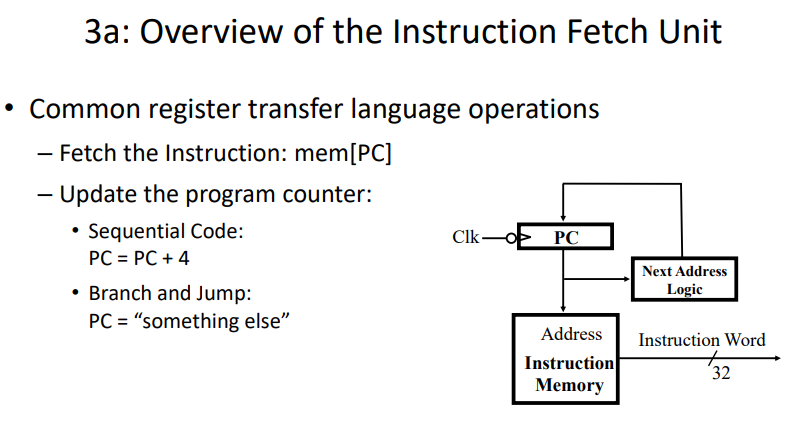 3a: Overview of the Instruction Fetch Unit
• Common register transfer language operations
– Fetch the Instruction: mem[PC]
– Update the program counter:
• Sequential Code:
PC = PC + 4
• Branch and Jump:
PC = “something else”
Clk
PC
Next Address
Logic
Address
Instruction
Memory
Instruction Word
32